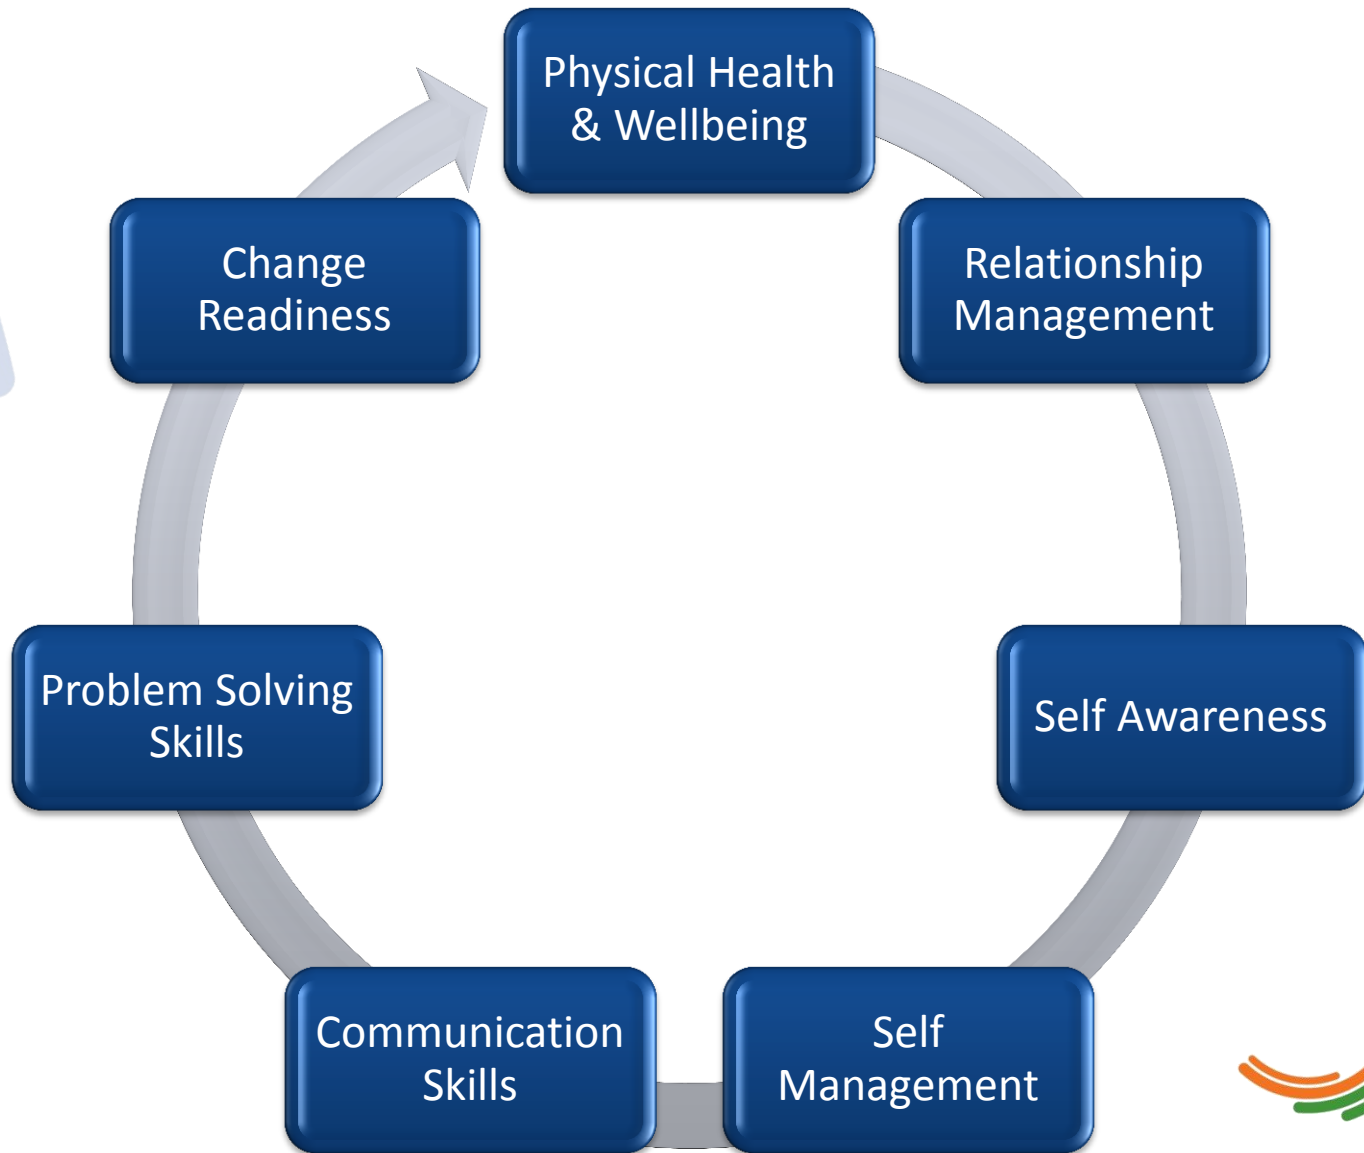 Physical Health
& Wellbeing
Relationship
Management
Self Awareness
Self
Management
Communication
Skills
Problem Solving
Skills
Change
Readiness